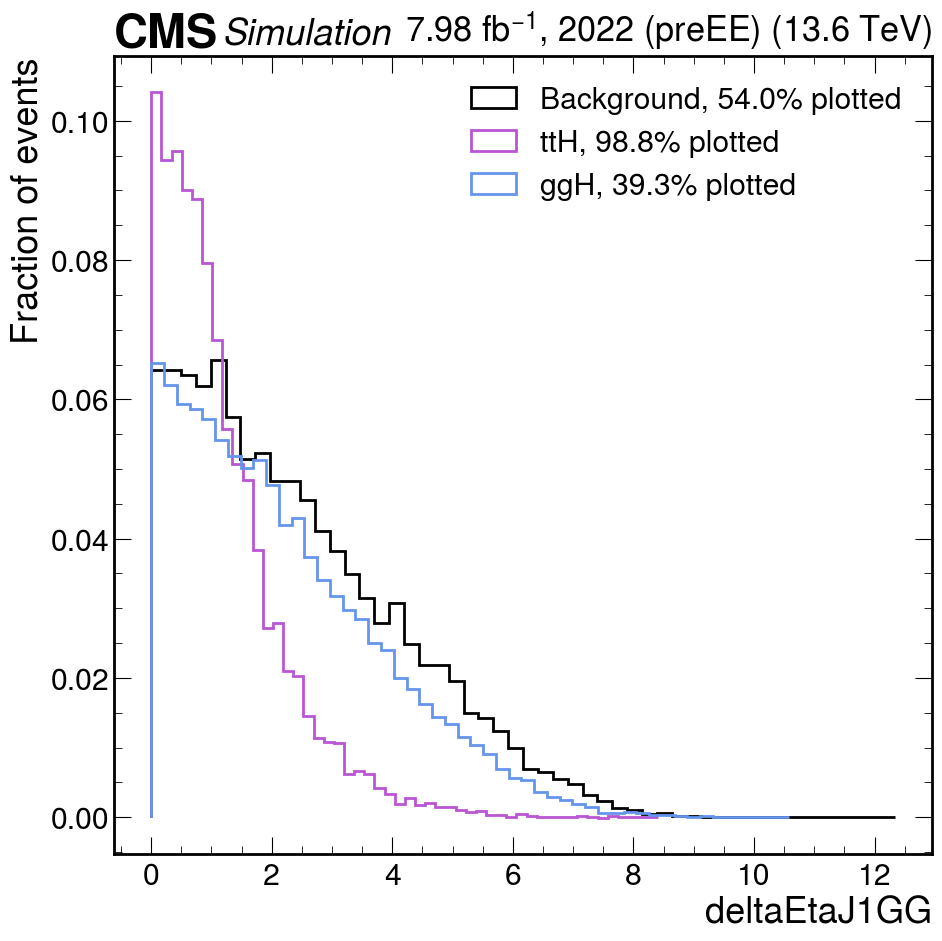 CMS Simulation 7.98 fb⁻¹, 2022 (preEE) (13.6 TeV)
Fraction of events
Background, 54.0% plotted
ttH, 98.8% plotted
ggH, 39.3% plotted
0.10
0.08
0.06
0.04
0.02
0.00
0 2 4 6 8 10 12
deltaEtaJ1GG